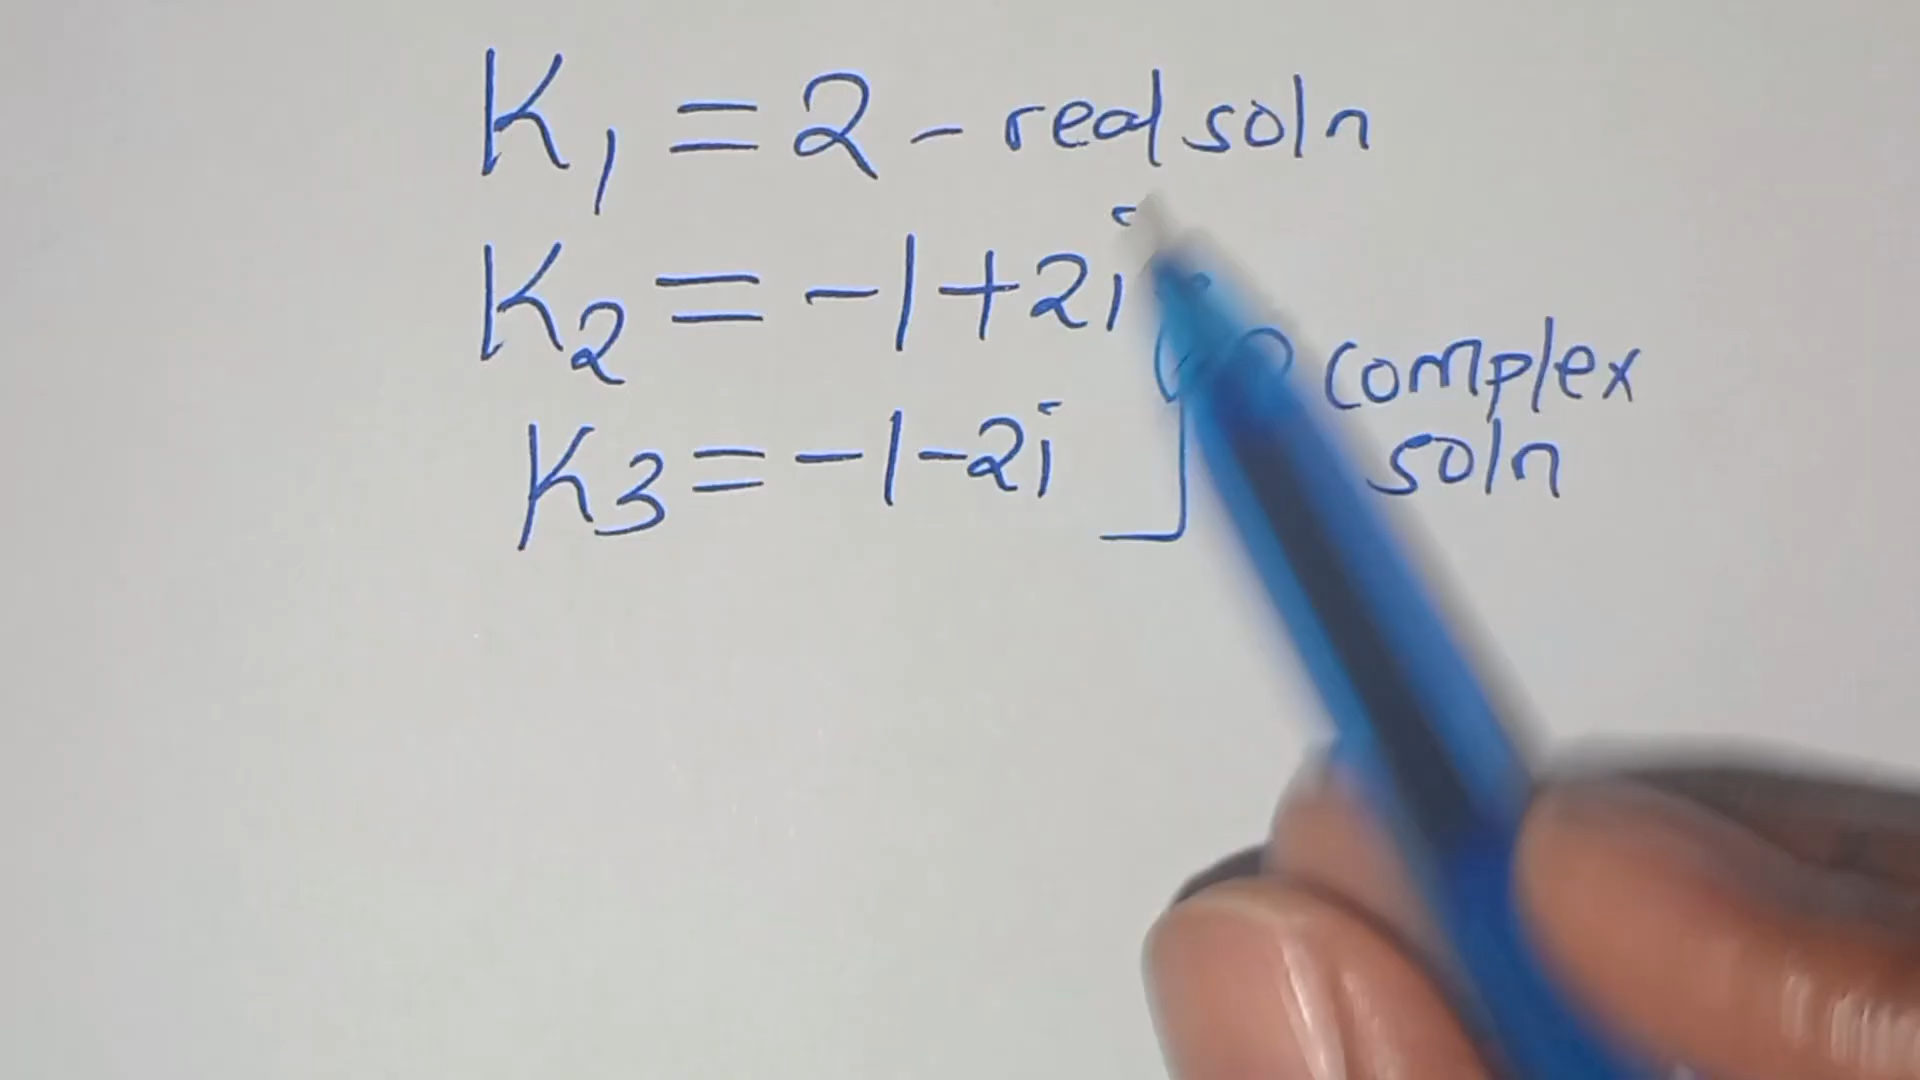 K1 = 2 - real soln
K2 = -1+2i
K3 = -1-2i
complex
soln